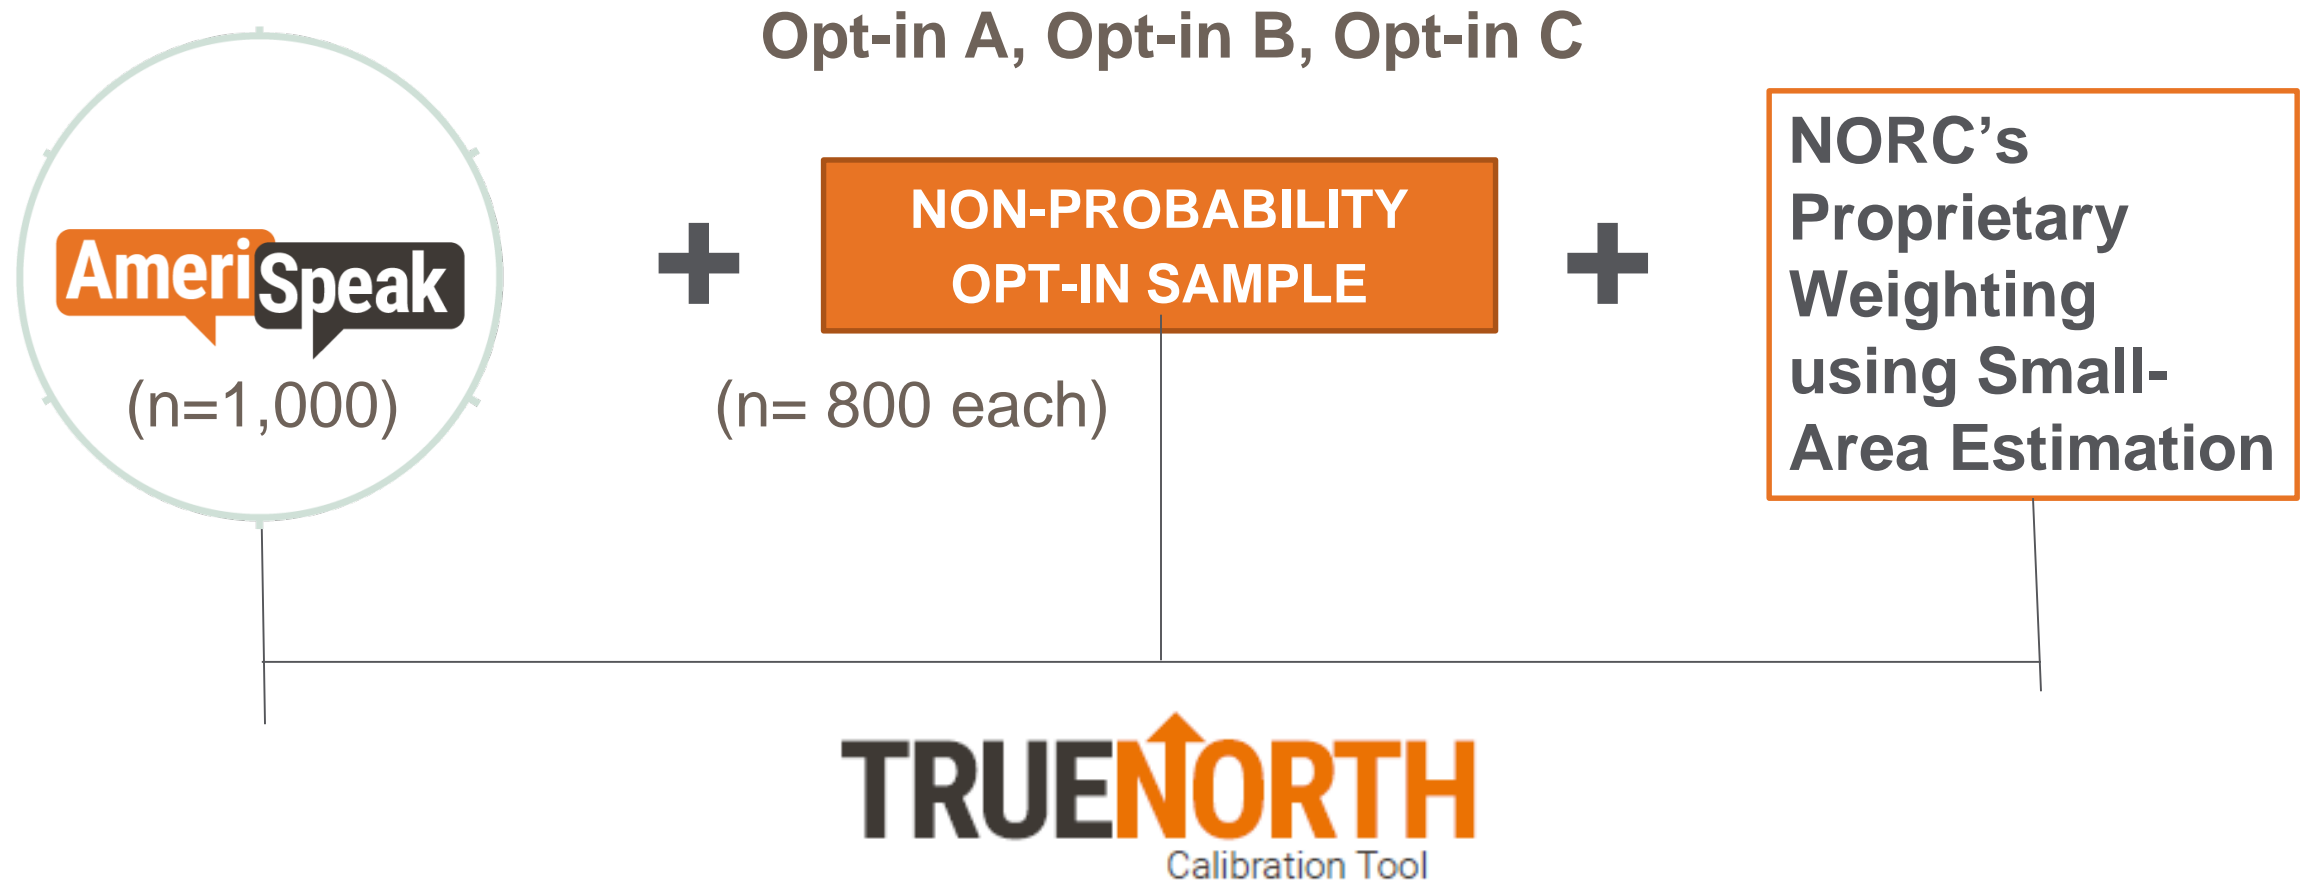 Opt-in A, Opt-in B, Opt-in C
AmeriSpeak
(n=1,000)
NON-PROBABILITY
OPT-IN SAMPLE
(n= 800 each)
NORC’s
Proprietary
Weighting
using Small-
Area Estimation
TRUENORTH
Calibration Tool